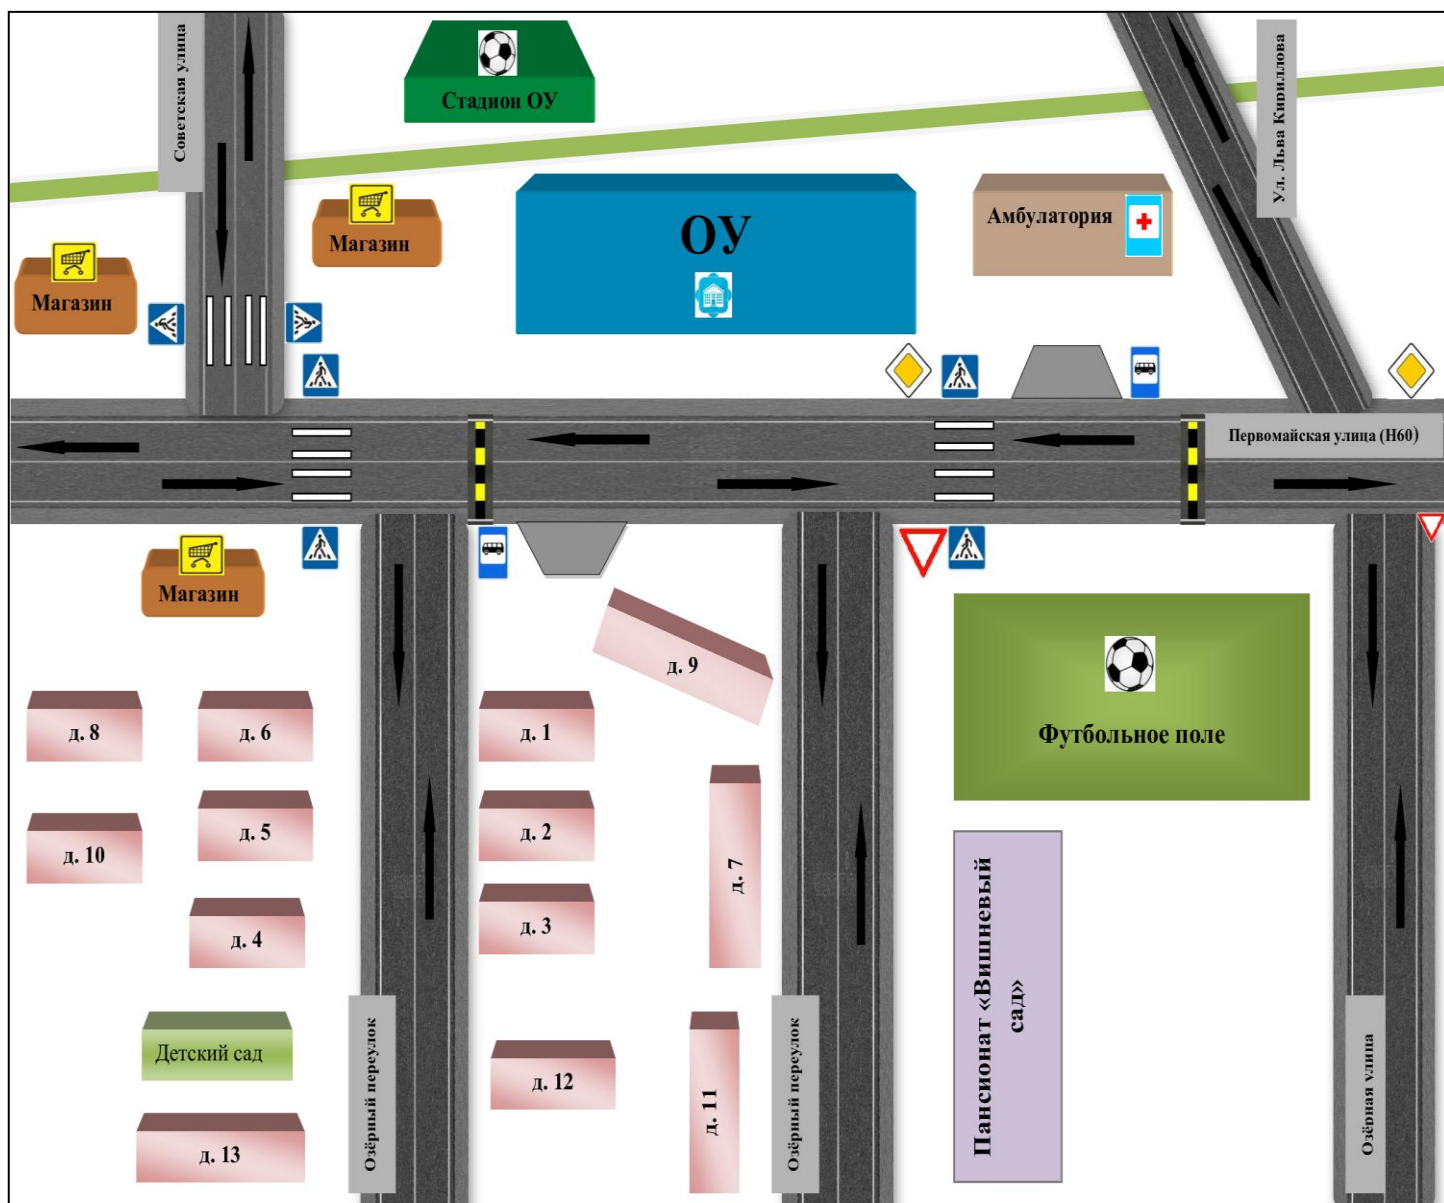 Советская улица
Стадион ОУ
Ул. Льва Кириллова
Магазин
Магазин
ОУ
Амбулатория
Первомайская улица (Н60)
Магазин
д. 9
д. 8
д. 6
д. 1
Футбольное поле
д. 10
д. 5
д. 2
д. 7
д. 4
д. 3
Пансионат «Вишневый
сад»
Детский сад
Озёрный переулок
д. 12
д. 11
Озёрный переулок
Озёрная улица
д. 13